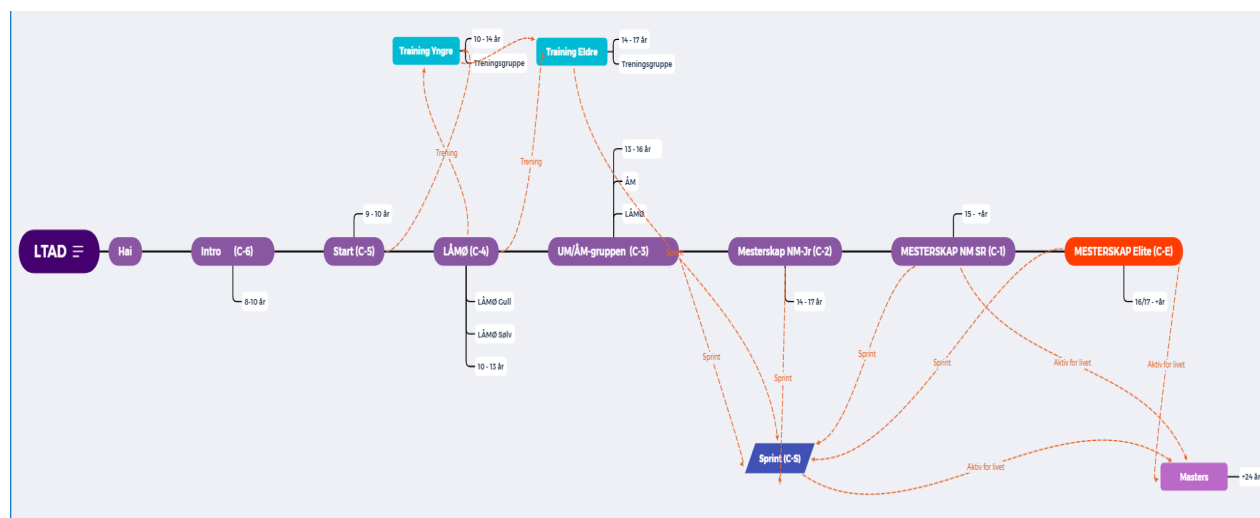 10 - 14 år
Training Yngre
Treningsgruppe
14 - 17 år
Training Eldre
Treningsgruppe
Trening
Trening
13 - 16 år
ÅM
LÅMØ
9 - 10 år
15 - +år
LTAD
Hai
Intro (C-6)
Start (C-5)
LÅMØ (C-4)
UM/ÅM-gruppen (C-3)
Sprint
Mesterskap NM-Jr (C-2)
MESTERSKAP NM SR (C-1)
MESTERSKAP Elite (C-E)
8-10 år
LÅMØ Gull
14 - 17 år
16/17 - +år
LÅMØ Sølv
10 - 13 år
Sprint
Sprint
Sprint
Sprint
Aktiv for livet
Aktiv for livet
Sprint (C-S)
Aktiv for livet
Masters
+24 år